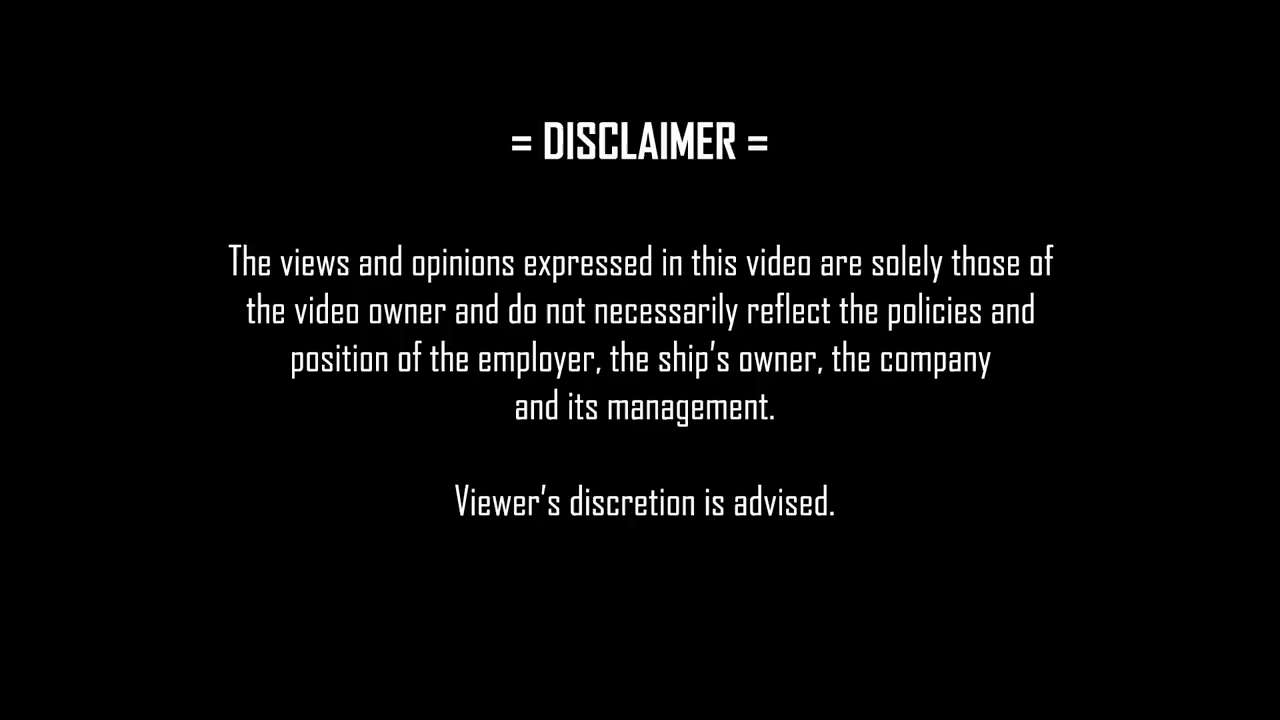 = DISCLAIMER =
The views and opinions expressed in this video are solely those of
the video owner and do not necessarily reflect the policies and
position of the employer, the ship’s owner, the company
and its management.
Viewer’s discretion is advised.